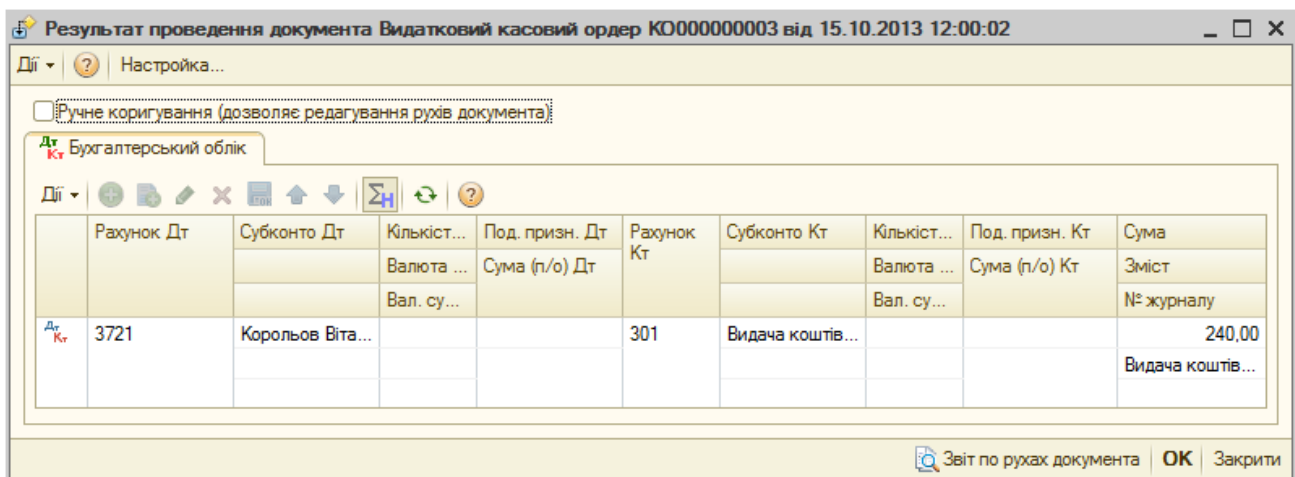 Результат проведення документа Видатковий касовий ордер КО000000003 від 15.10.2013 12:00:02
Дії Настройка...
Ручне коригування (дозволяє редагування рухів документа)
Дт Кт Бухгалтерський облік
Дії
Рахунок Дт Субконто Дт Кількіст... Под. призн. Дт Рахунок Кт Субконто Кт Кількіст... Под. призн. Кт Сума
Валюта ... Сума (п/о) Дт Валюта ... Сума (п/о) Кт Зміст
Вал. су... Вал. су... № журналу
Дт Кт 3721 Корольов Віта... 301 Видача коштів... 240,00
Видача коштів...
Звіт по рухах документа OK Закрити